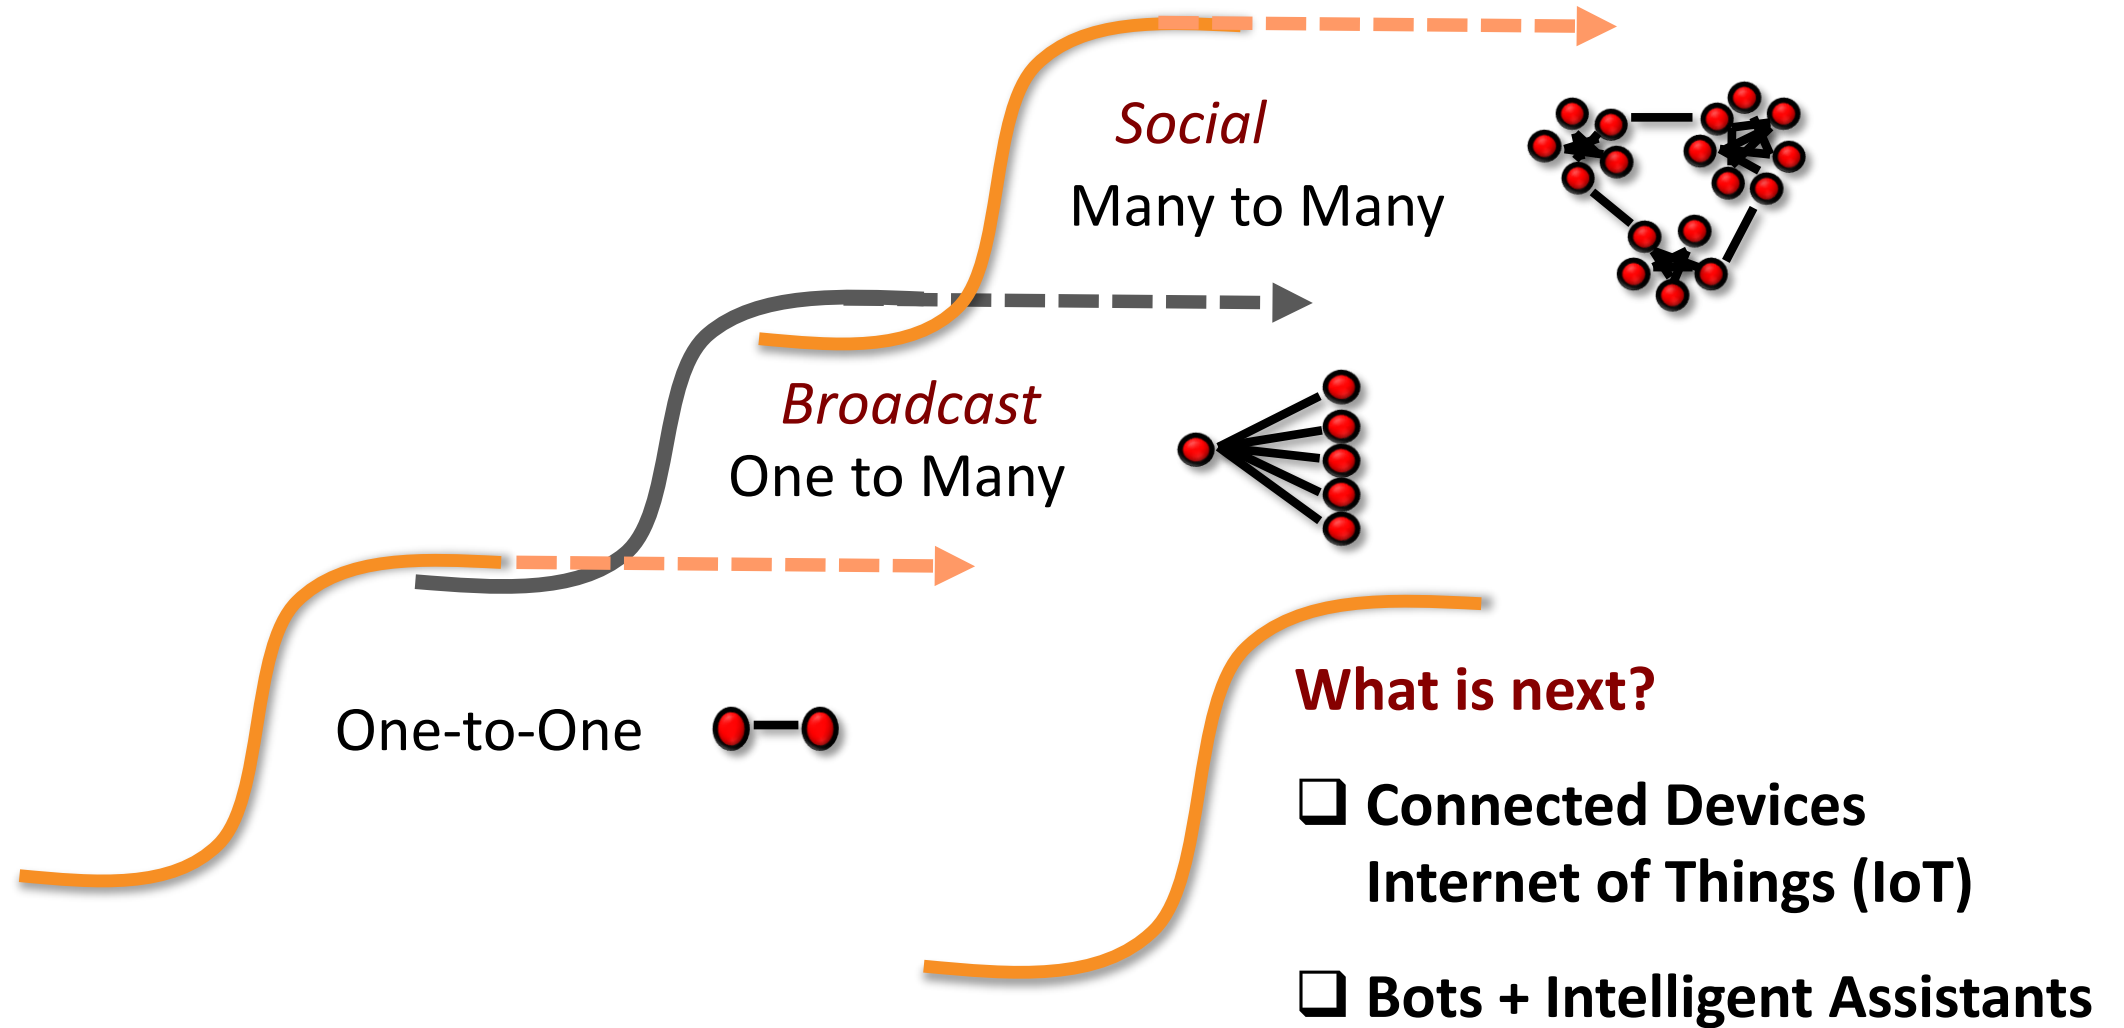 Social
Many to Many
Broadcast
One to Many
One-to-One
What is next?
Connected Devices
Internet of Things (IoT)
Bots + Intelligent Assistants